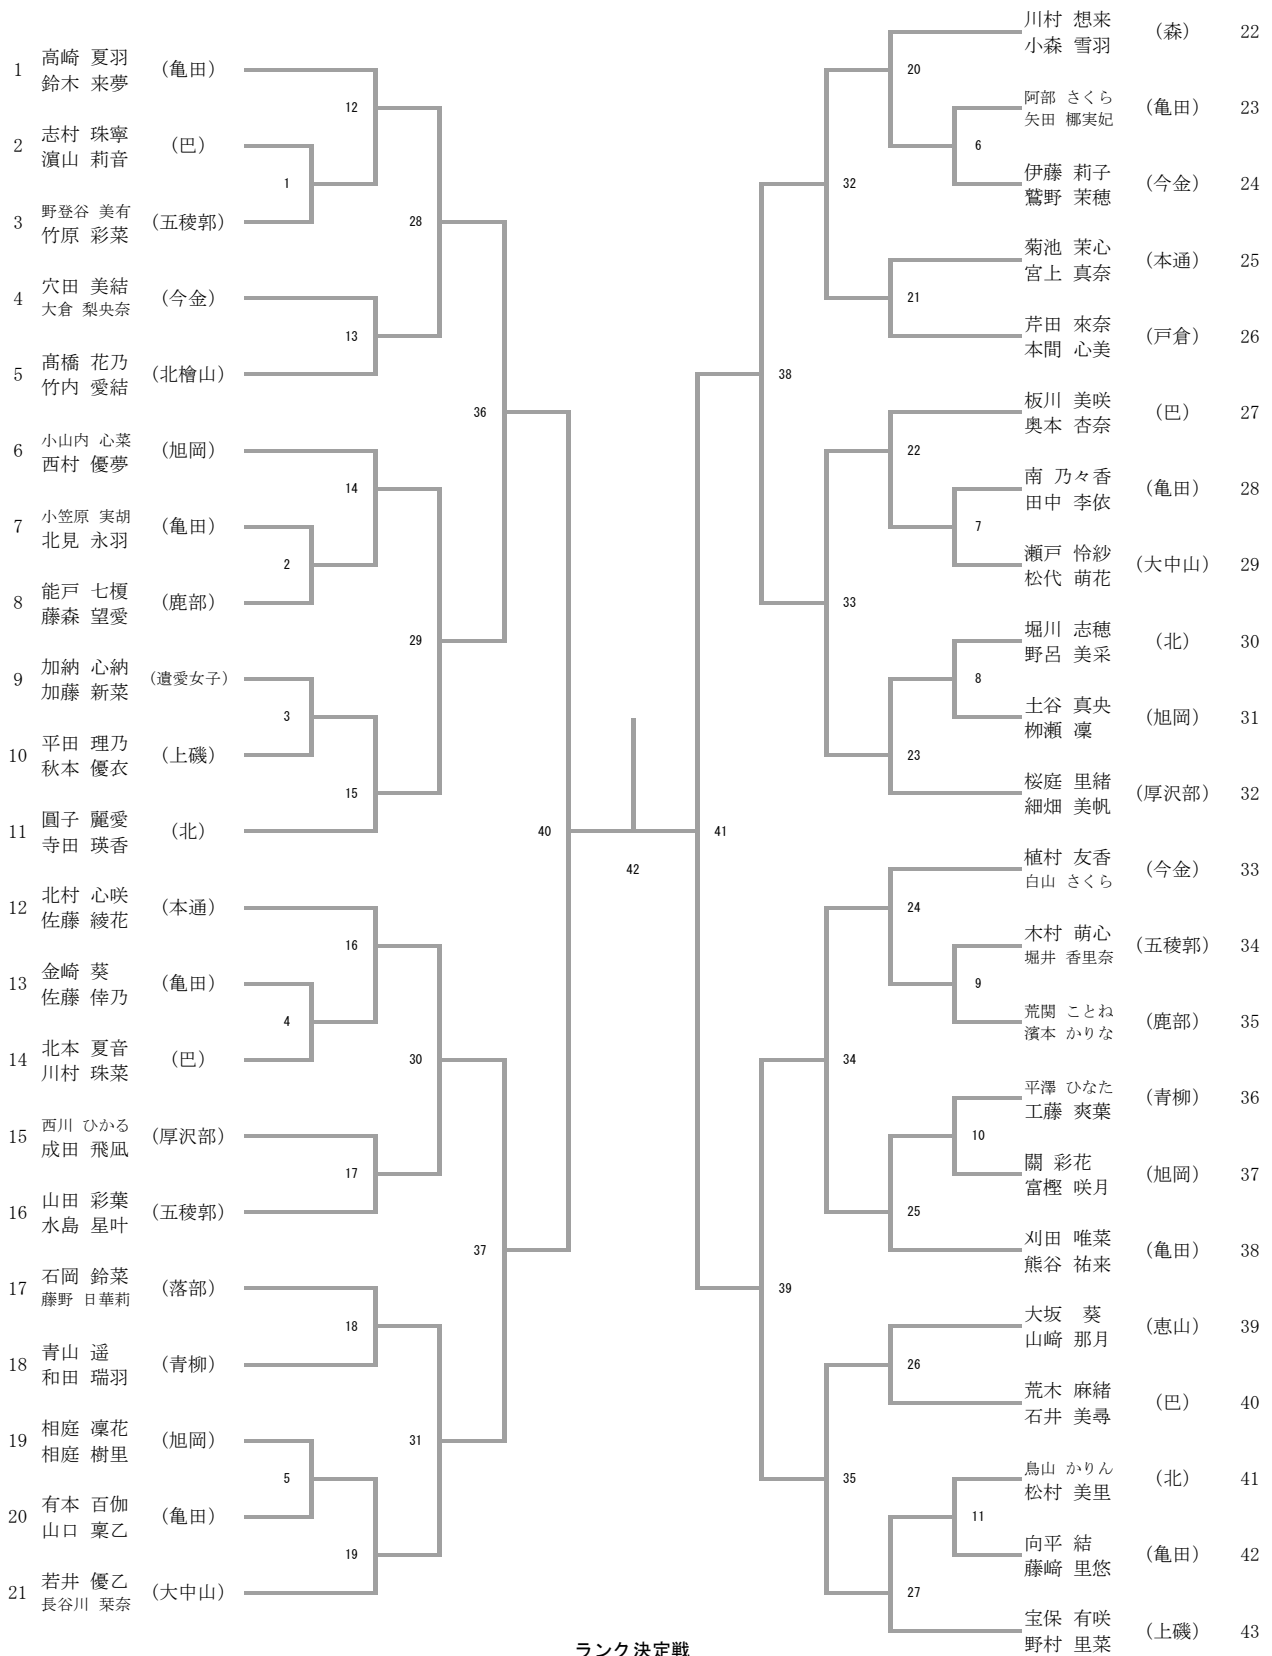 1 高崎 夏羽 鈴木 来夢 (亀田)
2 志村 珠寧 濵山 莉音 (巴)
3 野登谷 美有 竹原 彩菜 (五稜郭)
4 穴田 美結 大倉 梨央奈 (今金)
5 髙橋 花乃 竹内 愛結 (北檜山)
6 小山内 心菜 西村 優夢 (旭岡)
7 小笠原 実胡 北見 永羽 (亀田)
8 能戸 七榎 藤森 望愛 (鹿部)
9 加納 心納 加藤 新菜 (遺愛女子)
10 平田 理乃 秋本 優衣 (上磯)
11 圓子 麗愛 寺田 瑛香 (北)
12 北村 心咲 佐藤 綾花 (本通)
13 金崎 葵 佐藤 倖乃 (亀田)
14 北本 夏音 川村 珠菜 (巴)
15 西川 ひかる 成田 飛凪 (厚沢部)
16 山田 彩葉 水島 星叶 (五稜郭)
17 石岡 鈴菜 藤野 日華莉 (落部)
18 青山 遥 和田 瑞羽 (青柳)
19 相庭 凜花 相庭 樹里 (旭岡)
20 有本 百伽 山口 稟乙 (亀田)
21 若井 優乙 長谷川 栞奈 (大中山)
12
1
28
13
36
14
2
29
3
15
40
16
4
30
17
37
18
31
5
19
42
41
20
6
32
21
38
22
7
33
8
23
24
9
34
10
25
39
26
35
11
27
川村 想来 小森 雪羽 (森) 22
阿部 さくら 矢田 梛実妃 (亀田) 23
伊藤 莉子 鷲野 茉穂 (今金) 24
菊池 茉心 宮上 真奈 (本通) 25
芹田 來奈 本間 心美 (戸倉) 26
板川 美咲 奥本 杏奈 (巴) 27
南 乃々香 田中 李依 (亀田) 28
瀬戸 怜紗 松代 萌花 (大中山) 29
堀川 志穂 野呂 美采 (北) 30
土谷 真央 栁瀬 凜 (旭岡) 31
桜庭 里緒 細畑 美帆 (厚沢部) 32
植村 友香 白山 さくら (今金) 33
木村 萌心 堀井 香里奈 (五稜郭) 34
荒関 ことね 濱本 かりな (鹿部) 35
平澤 ひなた 工藤 爽葉 (青柳) 36
關 彩花 富樫 咲月 (旭岡) 37
刈田 唯菜 熊谷 祐来 (亀田) 38
大坂 葵 山﨑 那月 (恵山) 39
荒木 麻緒 石井 美尋 (巴) 40
鳥山 かりん 松村 美里 (北) 41
向平 結 藤﨑 里悠 (亀田) 42
宝保 有咲 野村 里菜 (上磯) 43
ランク決定戦